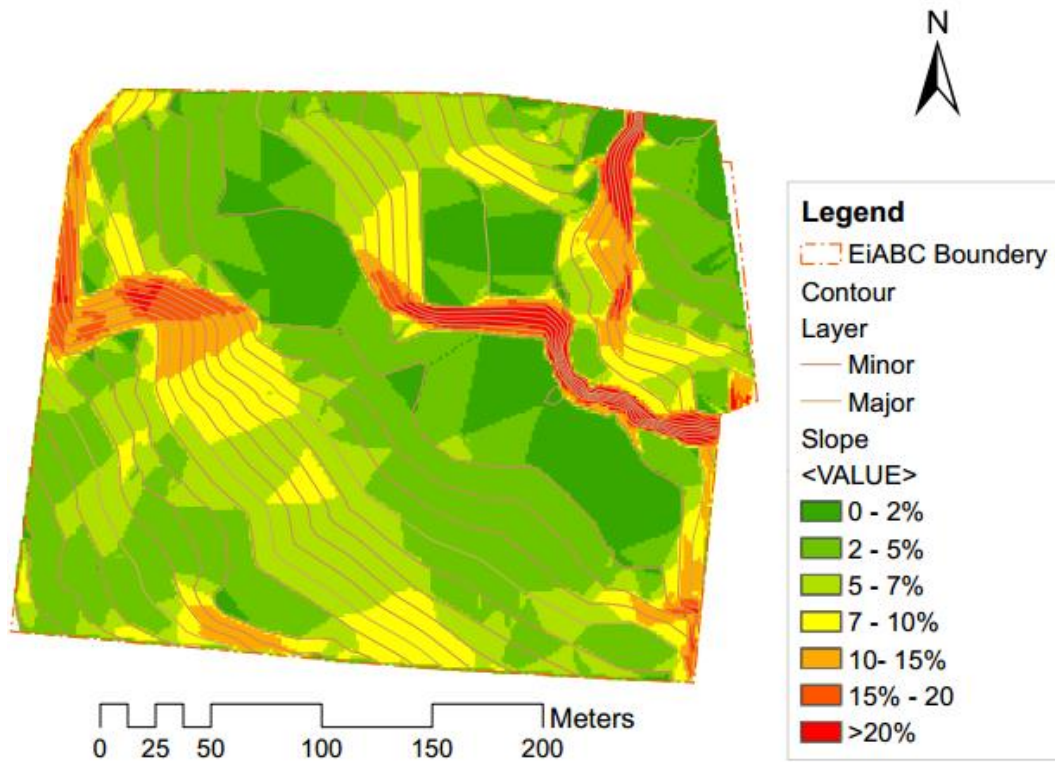 N
Legend
EiABC Boundery
Contour
Layer
Minor
Major
Slope
<VALUE>
0 - 2%
2 - 5%
5 - 7%
7 - 10%
10- 15%
15% - 20
>20%
Meters
0 25 50 100 150 200